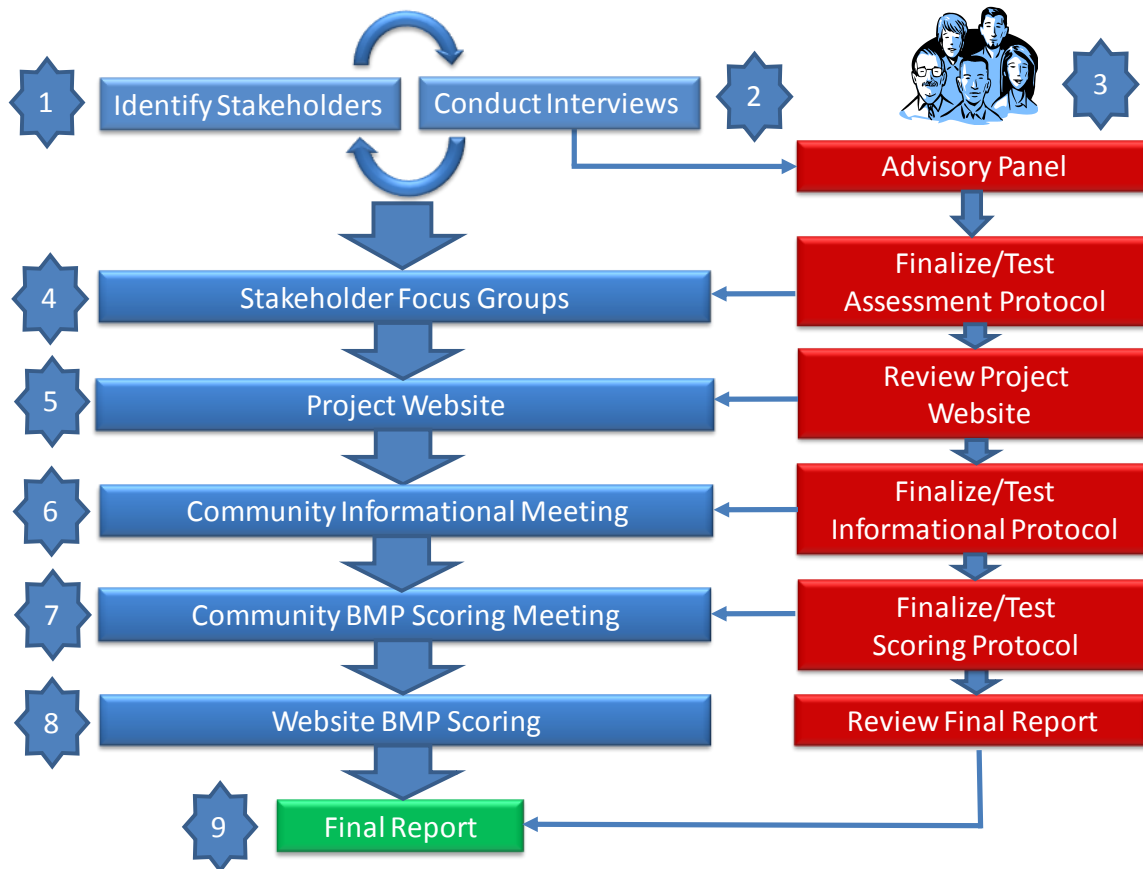 1
Identify Stakeholders
Conduct Interviews
2
3
Advisory Panel
4
Stakeholder Focus Groups
Finalize/Test
Assessment Protocol
5
Project Website
Review Project
Website
6
Community Informational Meeting
Finalize/Test
Informational Protocol
7
Community BMP Scoring Meeting
Finalize/Test
Scoring Protocol
8
Website BMP Scoring
Review Final Report
9
Final Report